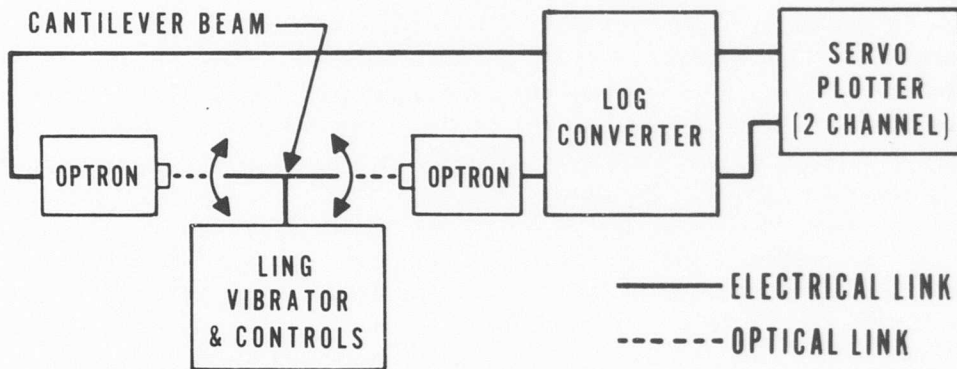 CANTILEVER BEAM
SERVO
PLOTTER
(2 CHANNEL)
LOG
CONVERTER
OPTRON
OPTRON
LING
VIBRATOR
& CONTROLS
ELECTRICAL LINK
OPTICAL LINK